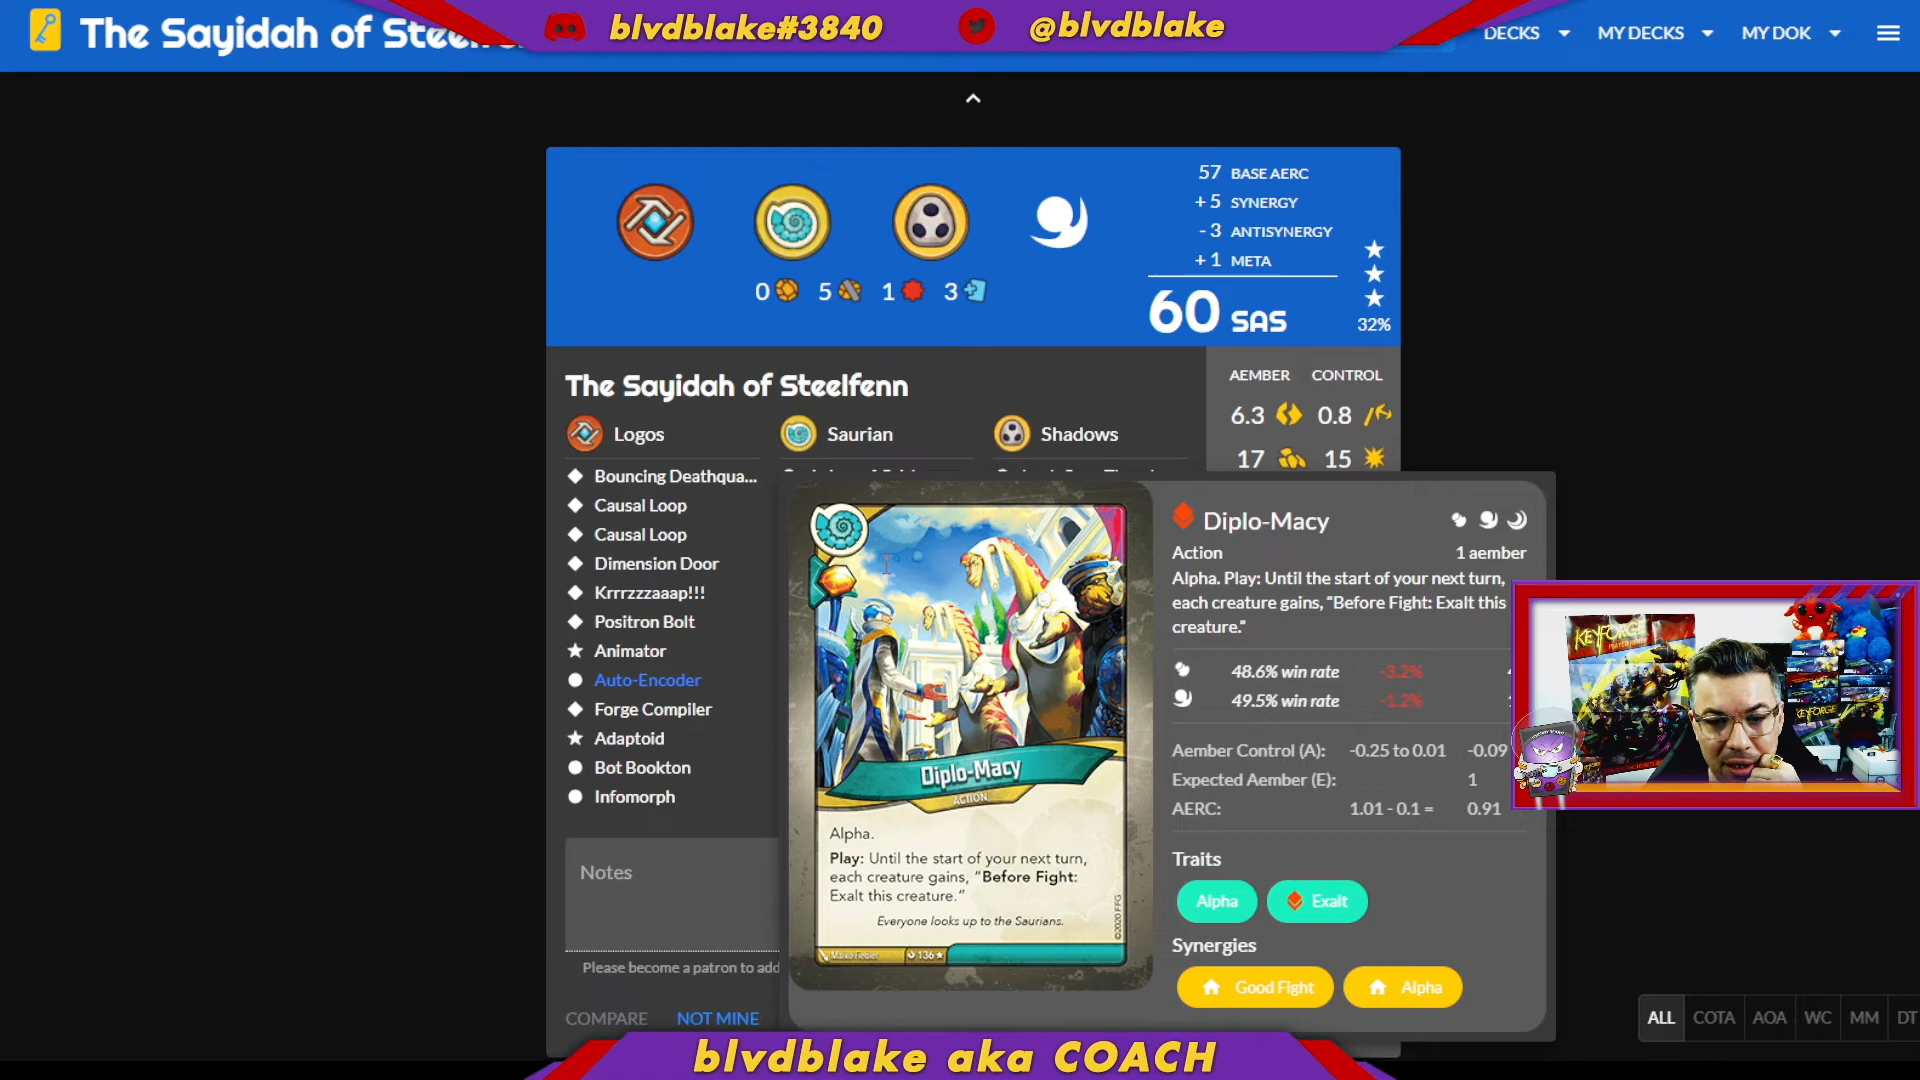 The Sayidah of Steelfen
blvdblake#3840
@blvdblake
DECKS
MY DECKS
MY DOK
57 BASE AERC
+ 5 SYNERGY
- 3 ANTISYNERGY
+ 1 META
60 SAS
32%
0
5
1
3
The Sayidah of Steelfenn
AEMBER
CONTROL
6.3
0.8
17
15
Logos
Saurian
Shadows
Bouncing Deathqua...
Causal Loop
Causal Loop
Dimension Door
Krrrzzzaaap!!!
Positron Bolt
Animator
Auto-Encoder
Forge Compiler
Adaptoid
Bot Bookton
Infomorph
Notes
Please become a patron to add
COMPARE
NOT MINE
Diplo-Macy
ACTION
Alpha.
Play: Until the start of your next turn,
each creature gains, “Before Fight:
Exalt this creature.”
Everyone looks up to the Saurians.
136
©2020 FFG
Diplo-Macy
Action
1 aember
Alpha. Play: Until the start of your next turn,
each creature gains, "Before Fight: Exalt this
creature."
48.6% win rate -3.2%
49.5% win rate -1.2%
Aember Control (A): -0.25 to 0.01 -0.09
Expected Aember (E): 1
AERC: 1.01 - 0.1 = 0.91
Traits
Alpha
Exalt
Synergies
Good Fight
Alpha
KEYFORGE
KEYFORGE
ALL
COTA
AOA
WC
MM
DT
blvdblake aka COACH